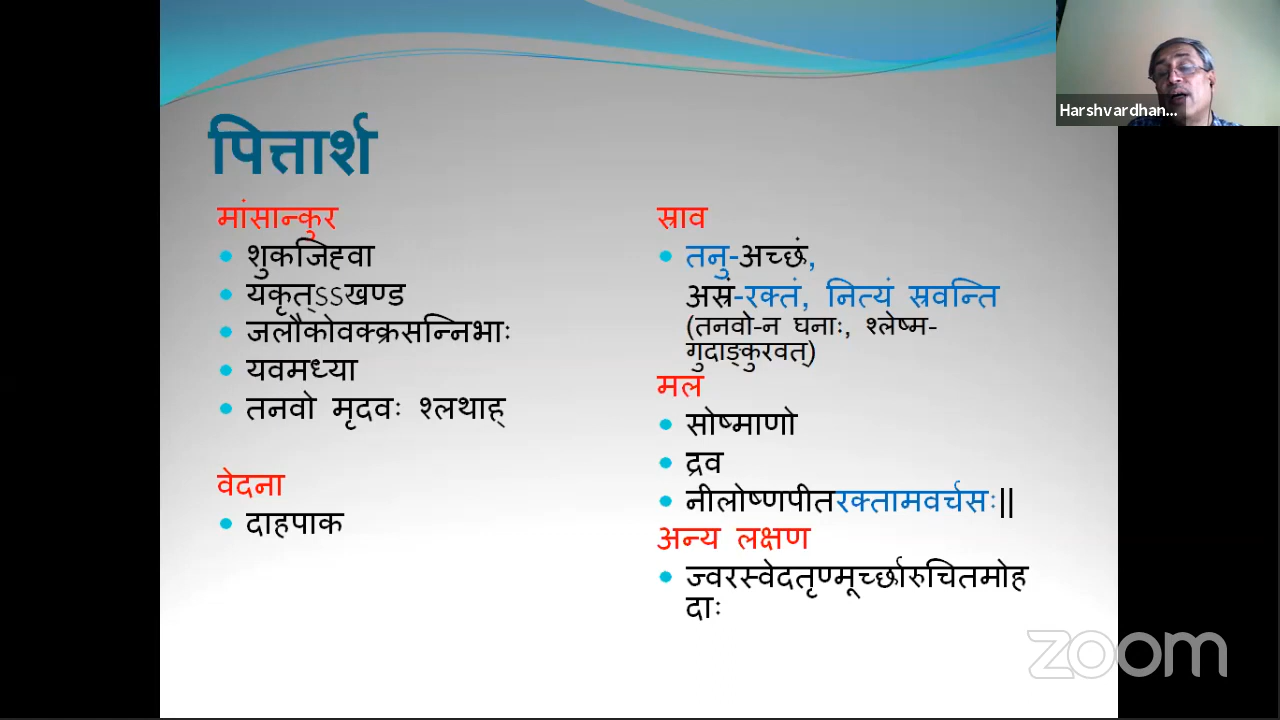 पित्तार्श
मांसान्कुर
शुकजिह्वा
यकृत्ऽऽखण्ड
जलौकोवक्क्रसन्निभाः
यवमध्या
तनवो मृदवः श्लथाह्
वेदना
दाहपाक
स्राव
तनु-अच्छं,
अस्रं-रक्तं, नित्यं स्रवन्ति
(तनवो-न घनाः, श्लेष्म-
गुदाङ्कुरवत्)
मल
सोष्माणो
द्रव
नीलोष्णपीतरक्तामवर्चसः||
अन्य लक्षण
ज्वरस्वेदतृण्मूर्च्छारुचितमोह
दाः
Harshvardhan...
zoom